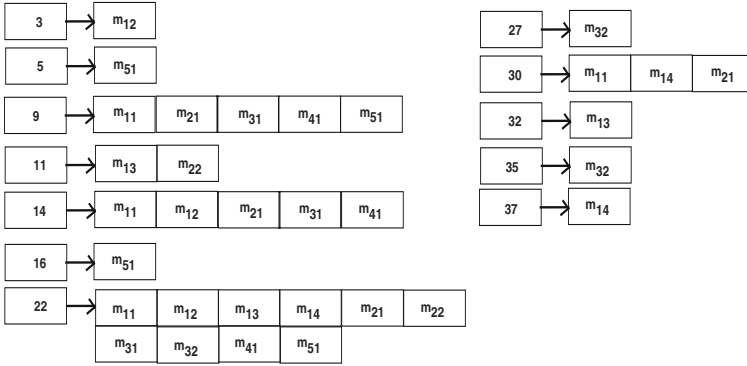 3 m12
5 m51
9 m11 m21 m31 m41 m51
11 m13 m22
14 m11 m12 m21 m31 m41
16 m51
22 m11 m12 m13 m14 m21 m22
m31 m32 m41 m51
27 m32
30 m11 m14 m21
32 m13
35 m32
37 m14